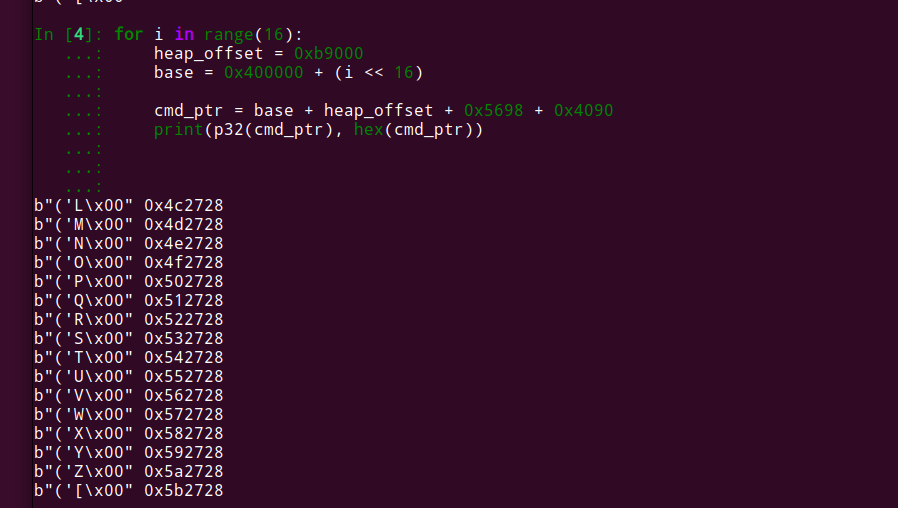 In [4]: for i in range(16):
   ...:     heap_offset = 0xb9000
   ...:     base = 0x400000 + (i << 16)
   ...:
   ...:     cmd_ptr = base + heap_offset + 0x5698 + 0x4090
   ...:     print(p32(cmd_ptr), hex(cmd_ptr))
   ...:
   ...:
   ...:
b"('L\x00" 0x4c2728
b"('M\x00" 0x4d2728
b"('N\x00" 0x4e2728
b"('O\x00" 0x4f2728
b"('P\x00" 0x502728
b"('Q\x00" 0x512728
b"('R\x00" 0x522728
b"('S\x00" 0x532728
b"('T\x00" 0x542728
b"('U\x00" 0x552728
b"('V\x00" 0x562728
b"('W\x00" 0x572728
b"('X\x00" 0x582728
b"('Y\x00" 0x592728
b"('Z\x00" 0x5a2728
b"('[\x00" 0x5b2728